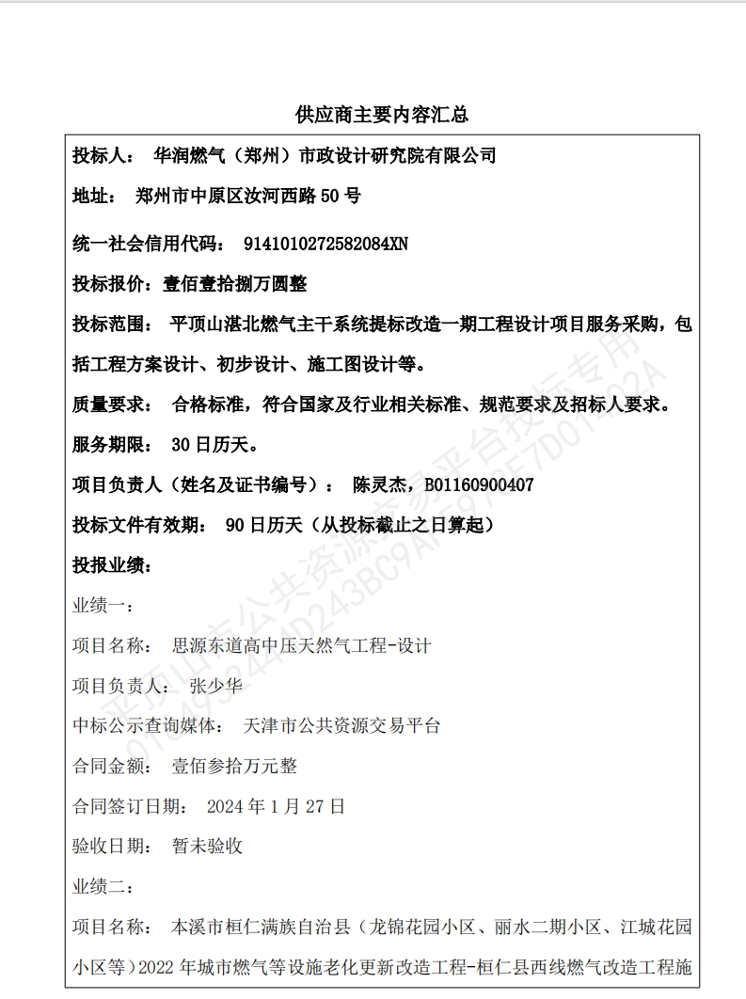 供应商主要内容汇总
投标人： 华润燃气（郑州）市政设计研究院有限公司
地址： 郑州市中原区汝河西路 50 号
统一社会信用代码： 9141010272582084XN
投标报价：壹佰壹拾捌万圆整
投标范围： 平顶山湛北燃气主干系统提标改造一期工程设计项目服务采购，包
括工程方案设计、初步设计、施工图设计等。
质量要求： 合格标准，符合国家及行业相关标准、规范要求及招标人要求。
服务期限： 30 日历天。
项目负责人（姓名及证书编号）： 陈灵杰，B01160900407
投标文件有效期： 90 日历天（从投标截止之日算起）
投报业绩：
业绩一：
项目名称： 思源东道高中压天然气工程-设计
项目负责人： 张少华
中标公示查询媒体： 天津市公共资源交易平台
合同金额： 壹佰参拾万元整
合同签订日期： 2024 年 1 月 27 日
验收日期： 暂未验收
业绩二：
项目名称： 本溪市桓仁满族自治县（龙锦花园小区、丽水二期小区、江城花园
小区等）2022 年城市燃气等设施老化更新改造工程-桓仁县西线燃气改造工程施
平顶山市公共资源交易平台投标专用